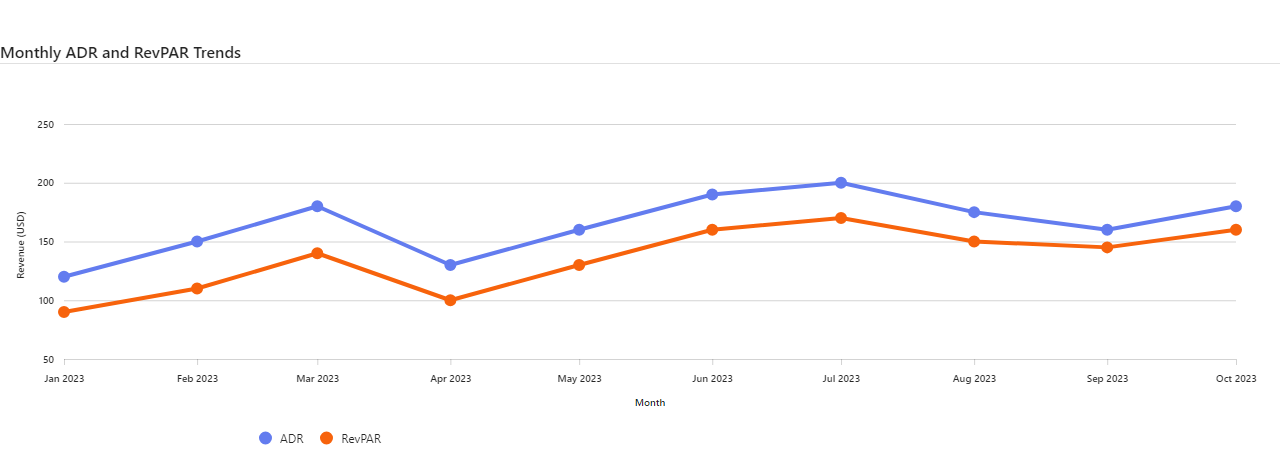 Monthly ADR and RevPAR Trends
250
200
150
100
50
Revenue (USD)
Jan 2023 Feb 2023 Mar 2023 Apr 2023 May 2023 Jun 2023 Jul 2023 Aug 2023 Sep 2023 Oct 2023
Month
ADR RevPAR